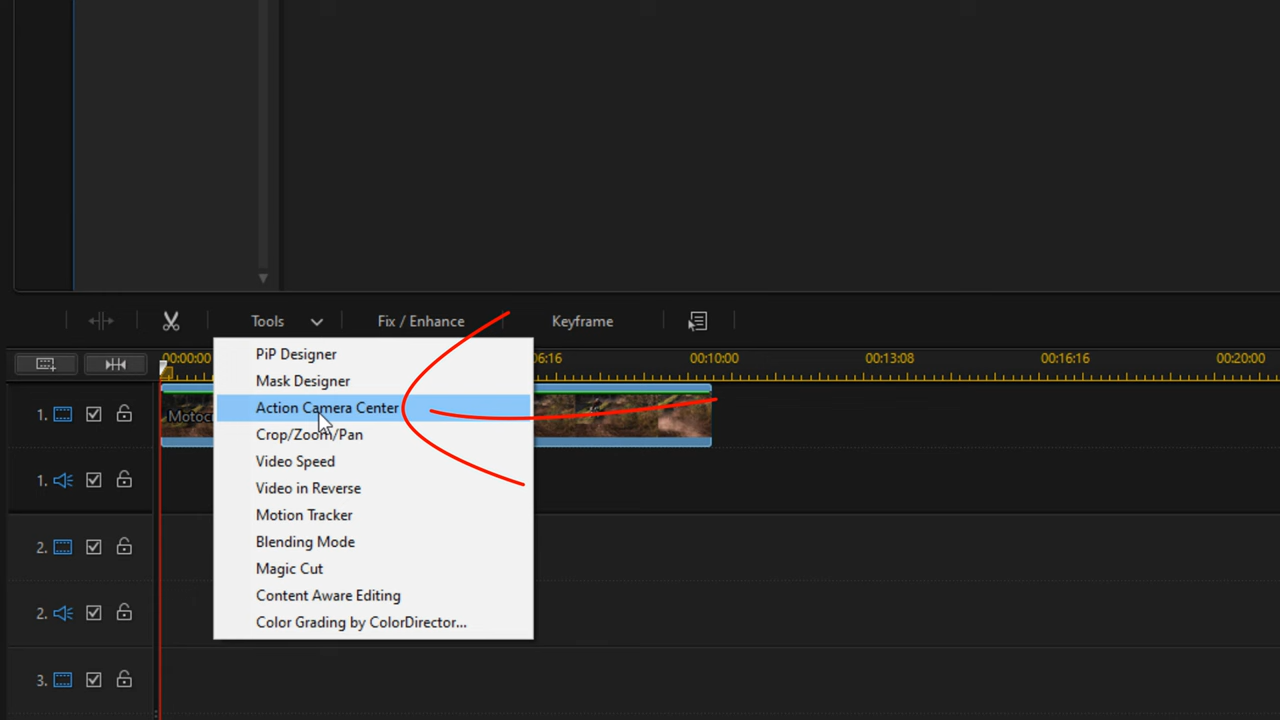 Tools Fix / Enhance Keyframe
00:00:00 06:16 00:10:00 00:13:08 00:16:16 00:20:00
PiP Designer
Mask Designer
Action Camera Center
Crop/Zoom/Pan
Video Speed
Video in Reverse
Motion Tracker
Blending Mode
Magic Cut
Content Aware Editing
Color Grading by ColorDirector...
1. Motoc
1.
2.
2.
3.